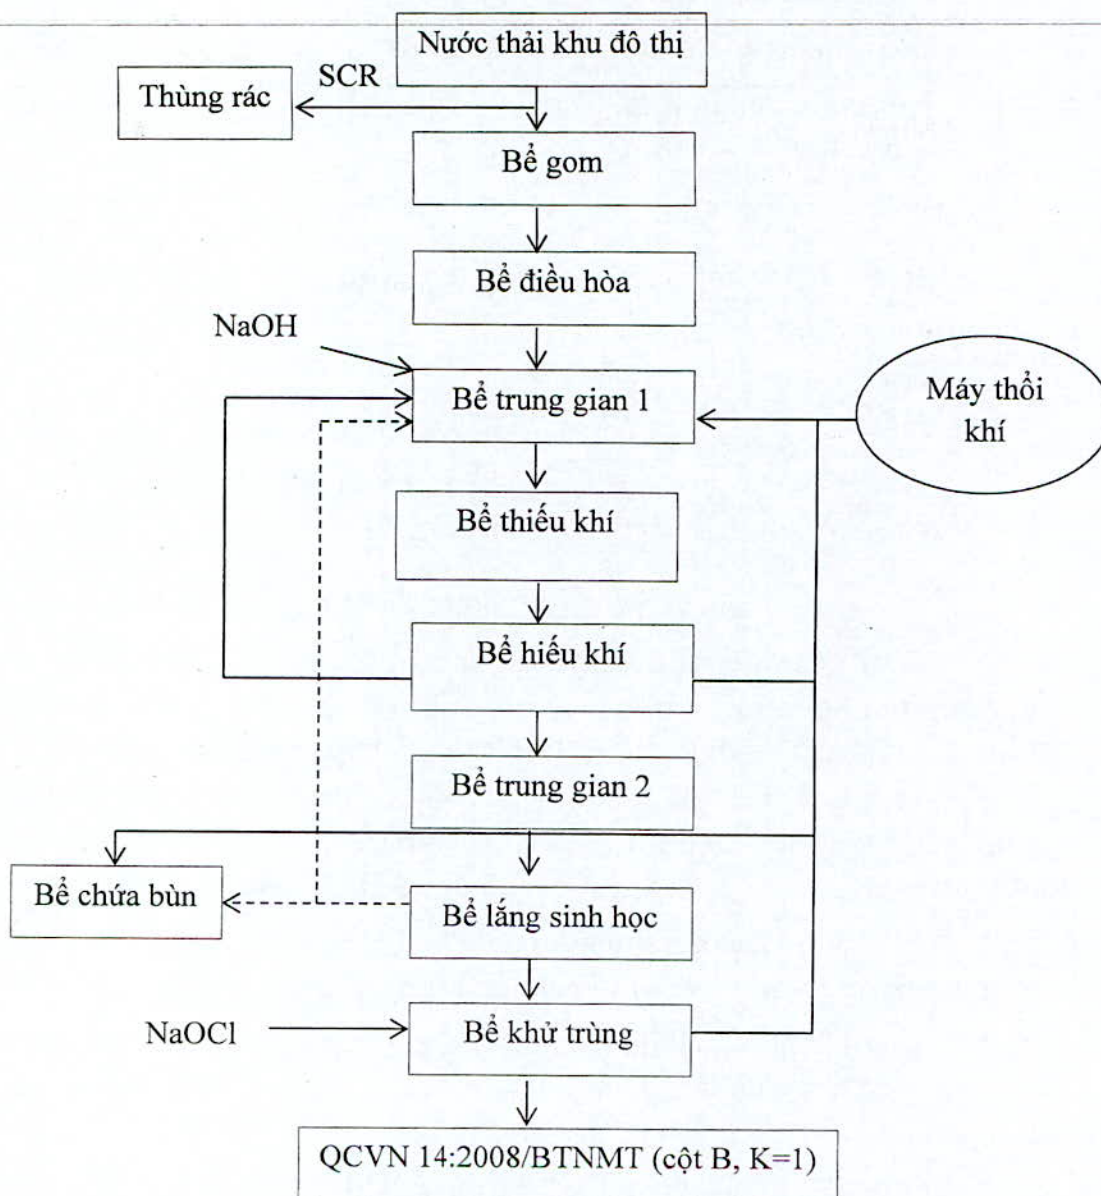 Nước thải khu đô thị
SCR
Thùng rác
Bể gom
Bể điều hòa
NaOH
Bể trung gian 1
Máy thổi
khí
Bể thiếu khí
Bể hiếu khí
Bể trung gian 2
Bể chứa bùn
Bể lắng sinh học
NaOCl
Bể khử trùng
QCVN 14:2008/BTNMT (cột B, K=1)